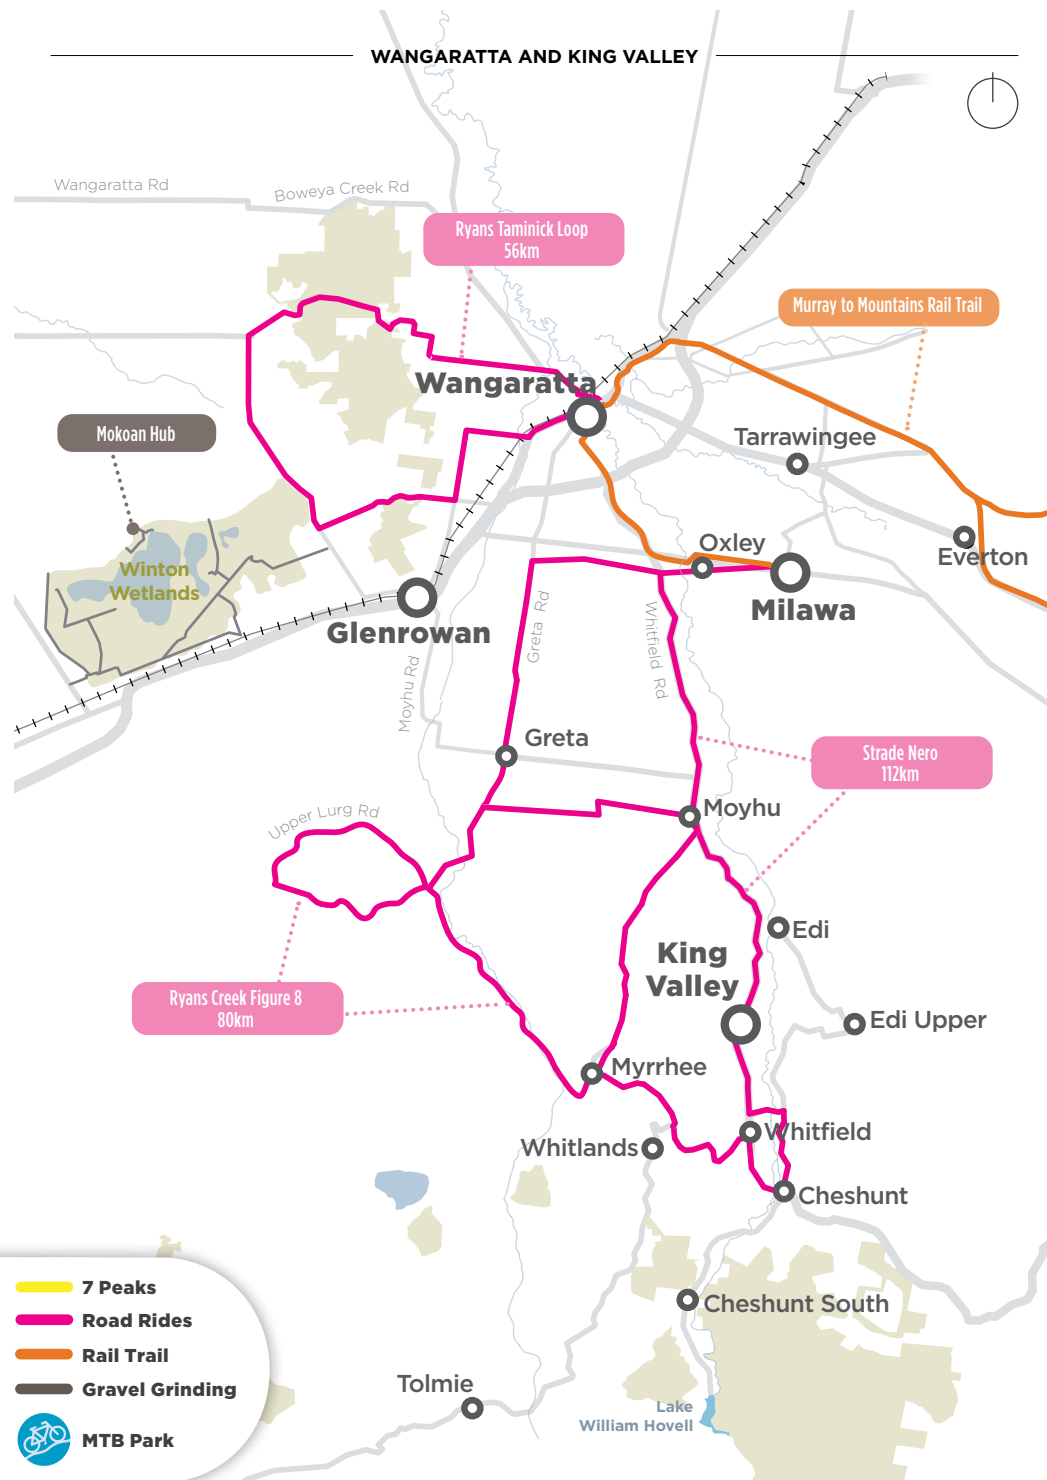 WANGARATTA AND KING VALLEY
Wangaratta Rd
Boweya Creek Rd
Ryans Taminick Loop
56km
Murray to Mountains Rail Trail
Wangaratta
Mokoan Hub
Tarrawingee
Oxley
Everton
Winton
Wetlands
Milawa
Glenrowan
Greta Rd
Whitfield Rd
Moyhu Rd
Greta
Strade Nero
112km
Moyhu
Upper Lurg Rd
Edi
King
Valley
Ryans Creek Figure 8
80km
Edi Upper
Myrrhee
Whitfield
Whitlands
Cheshunt
7 Peaks
Road Rides
Rail Trail
Gravel Grinding
MTB Park
Cheshunt South
Tolmie
Lake
William Hovell